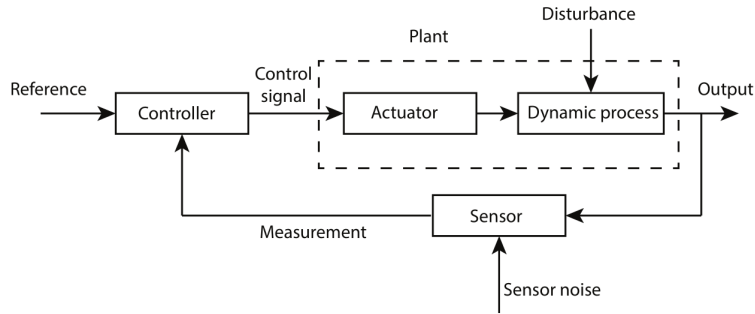 Disturbance
Plant
Control
signal
Reference
Output
Controller
Actuator
Dynamic process
Sensor
Measurement
Sensor noise